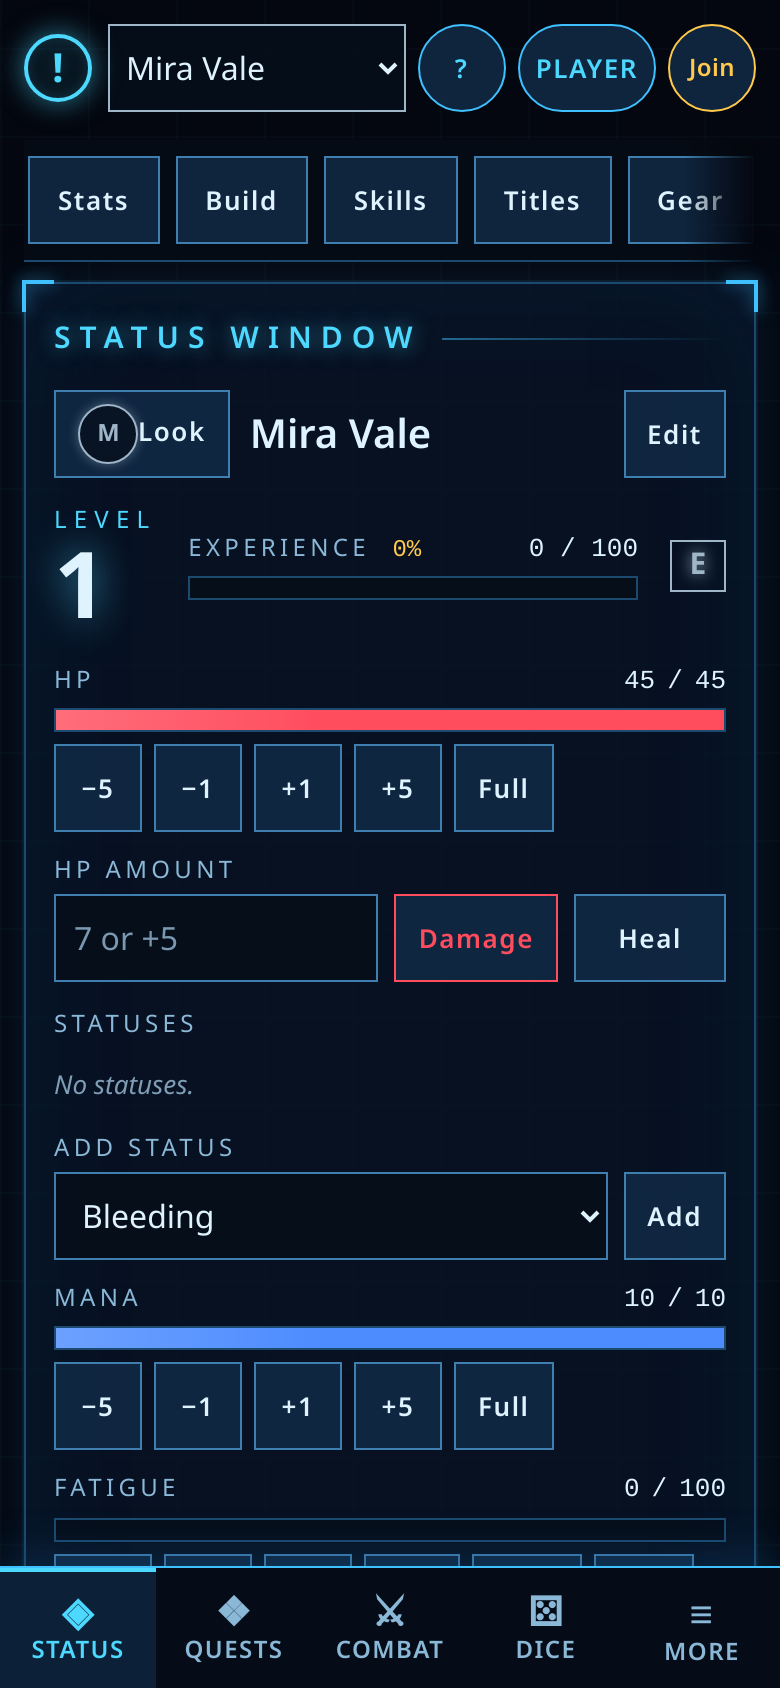 ! Mira Vale ? PLAYER Join
Stats Build Skills Titles Gear
STATUS WINDOW
M Look Mira Vale Edit
LEVEL
1 EXPERIENCE 0% 0 / 100 E
HP 45 / 45
−5 −1 +1 +5 Full
HP AMOUNT
7 or +5 Damage Heal
STATUSES
No statuses.
ADD STATUS
Bleeding Add
MANA 10 / 10
−5 −1 +1 +5 Full
FATIGUE 0 / 100
STATUS QUESTS COMBAT DICE MORE